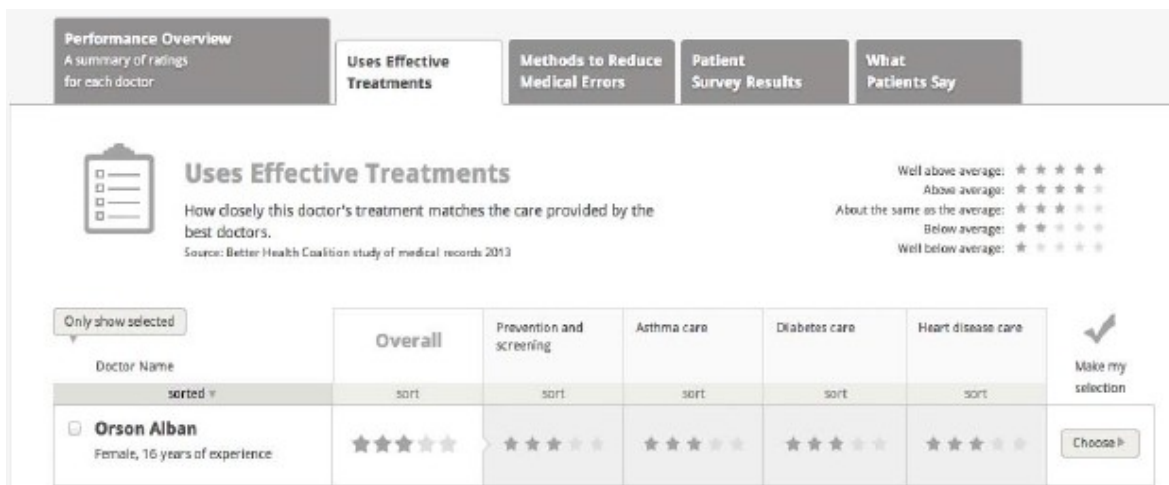 Performance Overview
A summary of ratings
for each doctor
Uses Effective
Treatments
Methods to Reduce
Medical Errors
Patient
Survey Results
What
Patients Say
Uses Effective Treatments
How closely this doctor's treatment matches the care provided by the
best doctors.
Source: Better Health Coalition study of medical records 2013
Well above average:
Above average:
About the same as the average:
Below average:
Well below average:
Only show selected
Doctor Name
sorted
Overall
sort
Prevention and
screening
sort
Asthma care
sort
Diabetes care
sort
Heart disease care
sort
Make my
selection
Orson Alban
Female, 16 years of experience
Choose